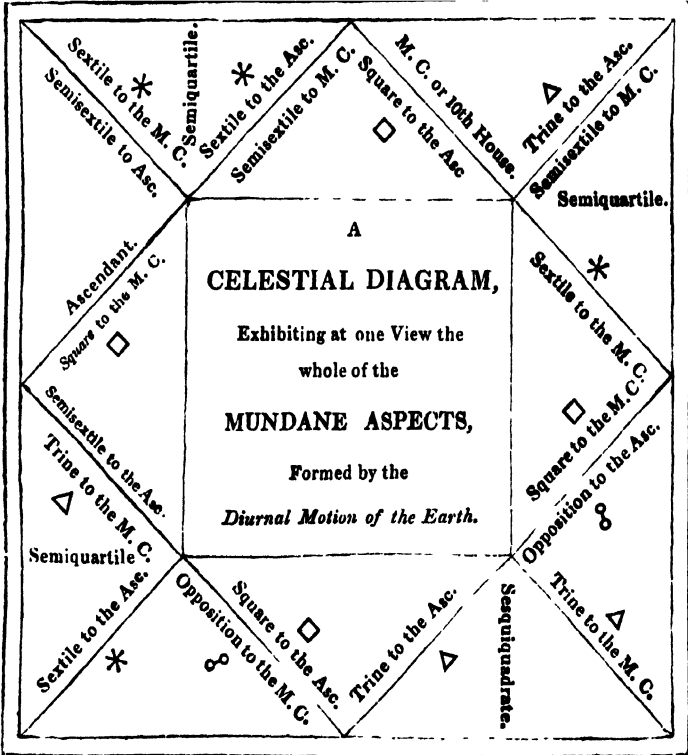 Sextile to the M. C.
Semisextile to Asc.
Semiquartile.
Sextile to the Asc.
Semisextile to M. C.
M. C. or 10th House.
Square to the Asc
Trine to the Asc.
Semisextile to M. C.
Semiquartile.
Ascendant.
Square to the M. C.
A
CELESTIAL DIAGRAM,
Exhibiting at one View the
whole of the
MUNDANE ASPECTS,
Formed by the
Diurnal Motion of the Earth.
Sextile to the M. C.
Square to the M. C.
Opposition to the Asc.
Semisextile to the Asc.
Trine to the M. C.
Semiquartile
Sextile to the Asc.
Opposition to the M. C.
Square to the Asc.
Trine to the Asc.
Sesquiquadrate.
Trine to the M. C.